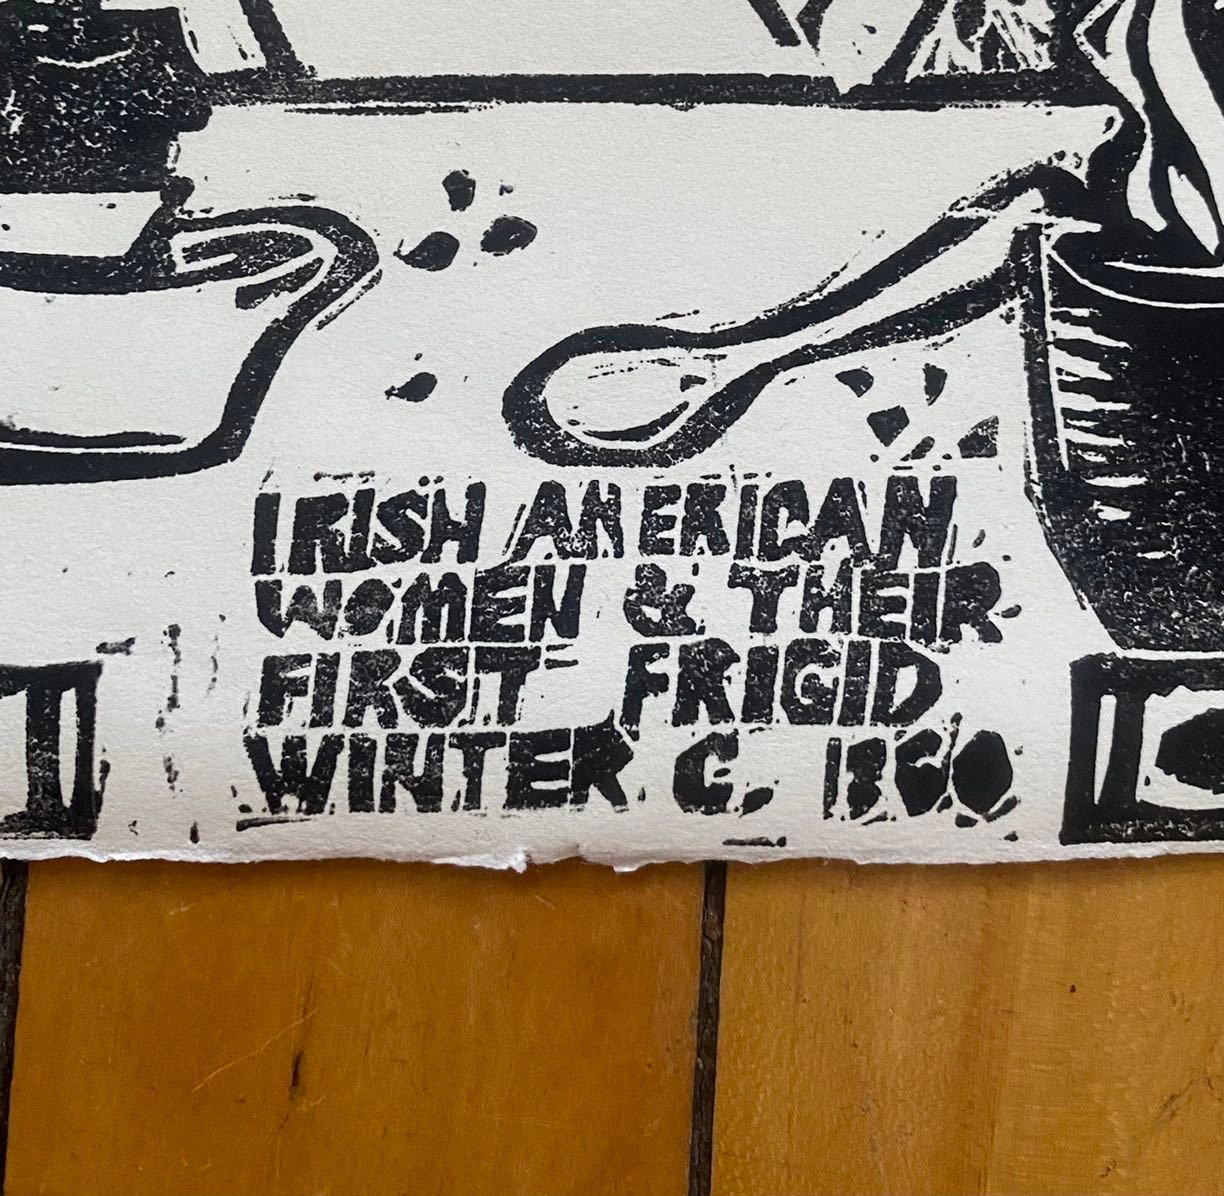 IRISH AMERICAN
WOMEN & THEIR
FIRST FRIGID
WINTER C. 1860